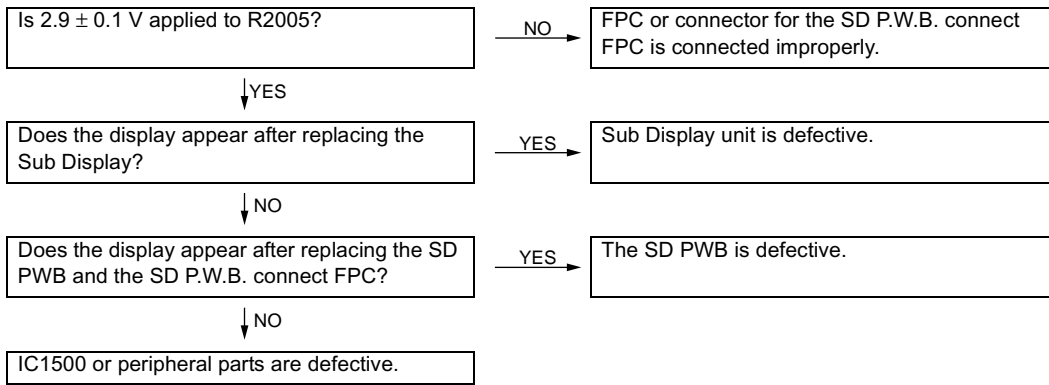 Is 2.9 ± 0.1 V applied to R2005?
NO
FPC or connector for the SD P.W.B. connect
FPC is connected improperly.
YES
Does the display appear after replacing the
Sub Display?
YES
Sub Display unit is defective.
NO
Does the display appear after replacing the SD
PWB and the SD P.W.B. connect FPC?
YES
The SD PWB is defective.
NO
IC1500 or peripheral parts are defective.